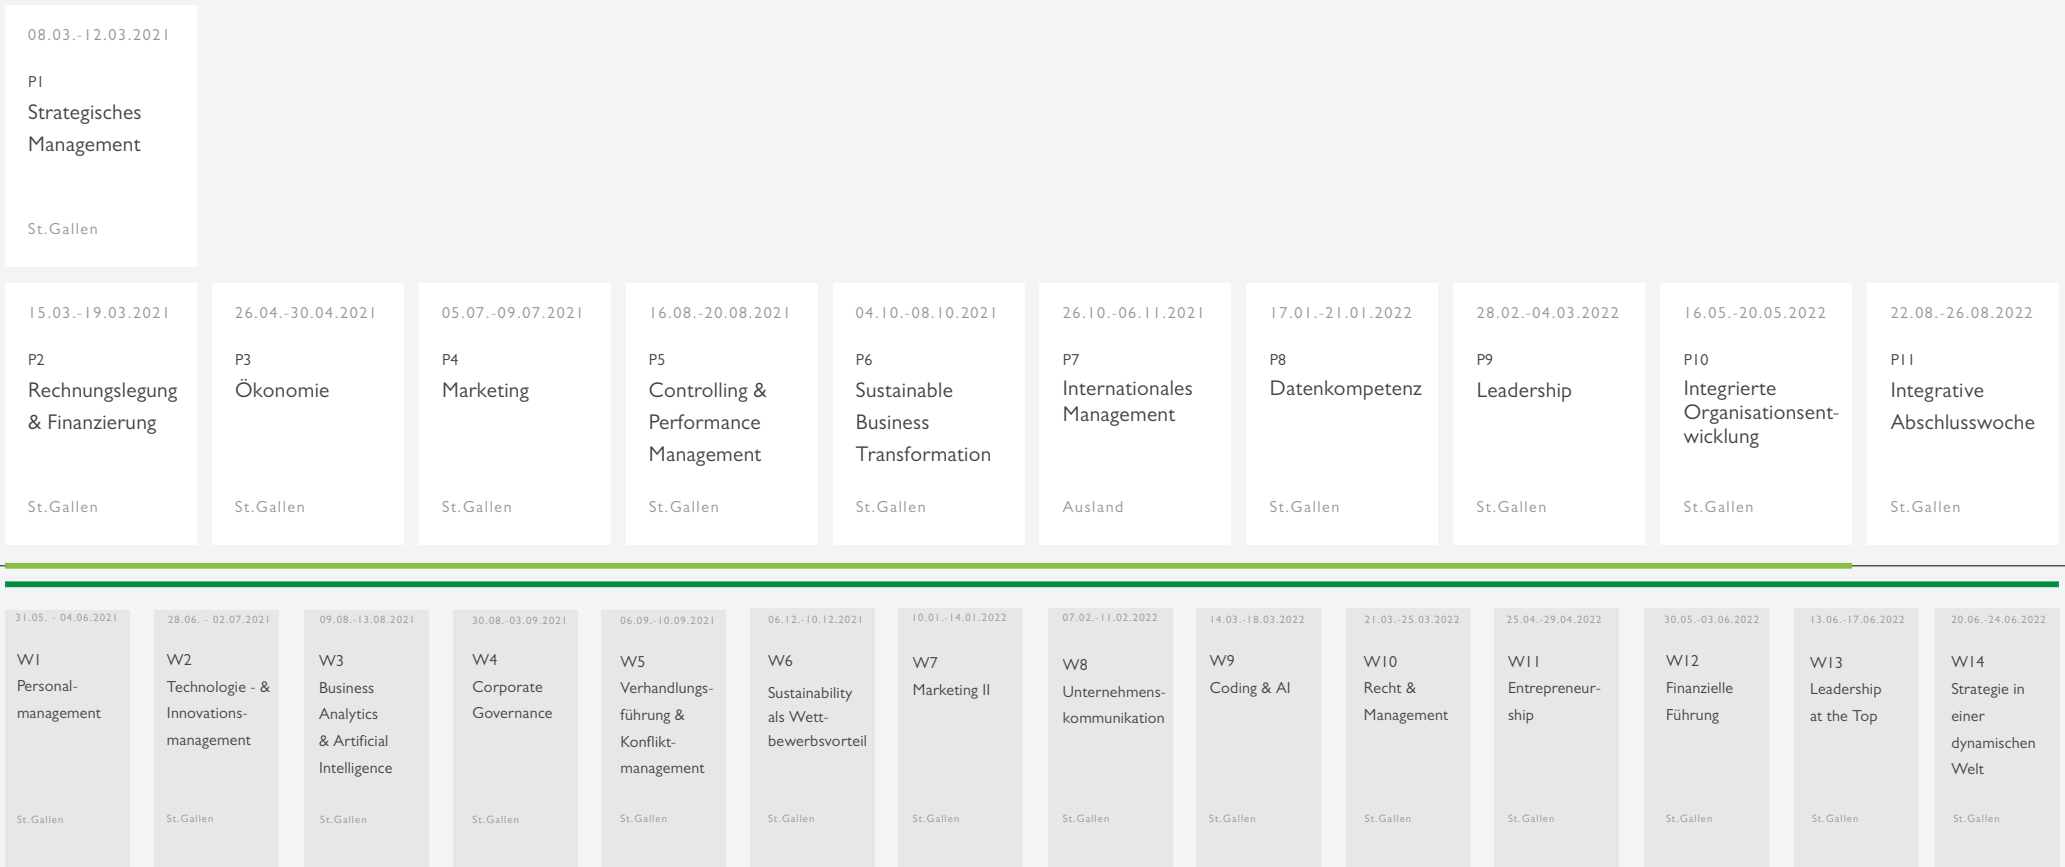 08.03.-12.03.2021
P1
Strategisches
Management
St.Gallen
15.03.-19.03.2021
P2
Rechnungslegung
& Finanzierung
St.Gallen
26.04.-30.04.2021
P3
Ökonomie
St.Gallen
05.07.-09.07.2021
P4
Marketing
St.Gallen
16.08.-20.08.2021
P5
Controlling &
Performance
Management
St.Gallen
04.10.-08.10.2021
P6
Sustainable
Business
Transformation
St.Gallen
26.10.-06.11.2021
P7
Internationales
Management
Ausland
17.01.-21.01.2022
P8
Datenkompetenz
St.Gallen
28.02.-04.03.2022
P9
Leadership
St.Gallen
16.05.-20.05.2022
P10
Integrierte
Organisationsent-
wicklung
St.Gallen
22.08.-26.08.2022
P11
Integrative
Abschlusswoche
St.Gallen
31.05. - 04.06.2021
W1
Personal-
management
St.Gallen
28.06. - 02.07.2021
W2
Technologie - &
Innovations-
management
St.Gallen
09.08.-13.08.2021
W3
Business
Analytics
& Artificial
Intelligence
St.Gallen
30.08.-03.09.2021
W4
Corporate
Governance
St.Gallen
06.09.-10.09.2021
W5
Verhandlungs-
führung &
Konflikt-
management
St.Gallen
06.12.-10.12.2021
W6
Sustainability
als Wett-
bewerbsvorteil
St.Gallen
10.01.-14.01.2022
W7
Marketing II
St.Gallen
07.02.-11.02.2022
W8
Unternehmens-
kommunikation
St.Gallen
14.03.-18.03.2022
W9
Coding & AI
St.Gallen
21.03.-25.03.2022
W10
Recht &
Management
St.Gallen
25.04.-29.04.2022
W11
Entrepreneur-
ship
St.Gallen
30.05.-03.06.2022
W12
Finanzielle
Führung
St.Gallen
13.06.-17.06.2022
W13
Leadership
at the Top
St.Gallen
20.06.-24.06.2022
W14
Strategie in
einer
dynamischen
Welt
St.Gallen